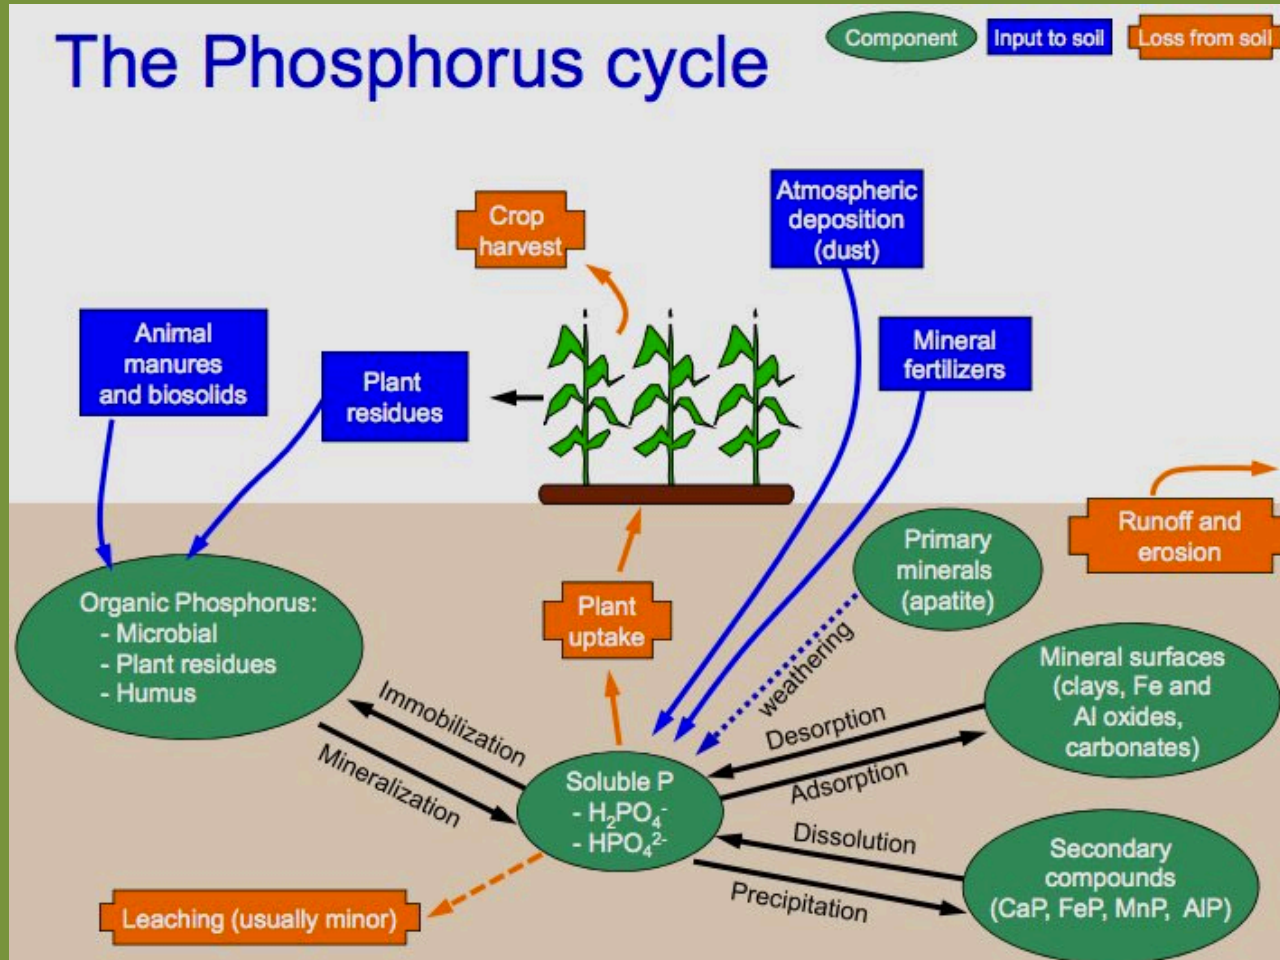 The Phosphorus cycle
Component
Input to soil
Loss from soil
Crop
harvest
Atmospheric
deposition
(dust)
Animal
manures
and biosolids
Plant
residues
Mineral
fertilizers
Runoff and
erosion
Primary
minerals
(apatite)
Organic Phosphorus:
- Microbial
- Plant residues
- Humus
Plant
uptake
weathering
Mineral surfaces
(clays, Fe and
Al oxides,
carbonates)
Immobilization
Mineralization
Desorption
Adsorption
Soluble P
- H₂PO₄⁻
- HPO₄²⁻
Dissolution
Precipitation
Secondary
compounds
(CaP, FeP, MnP, AlP)
Leaching (usually minor)